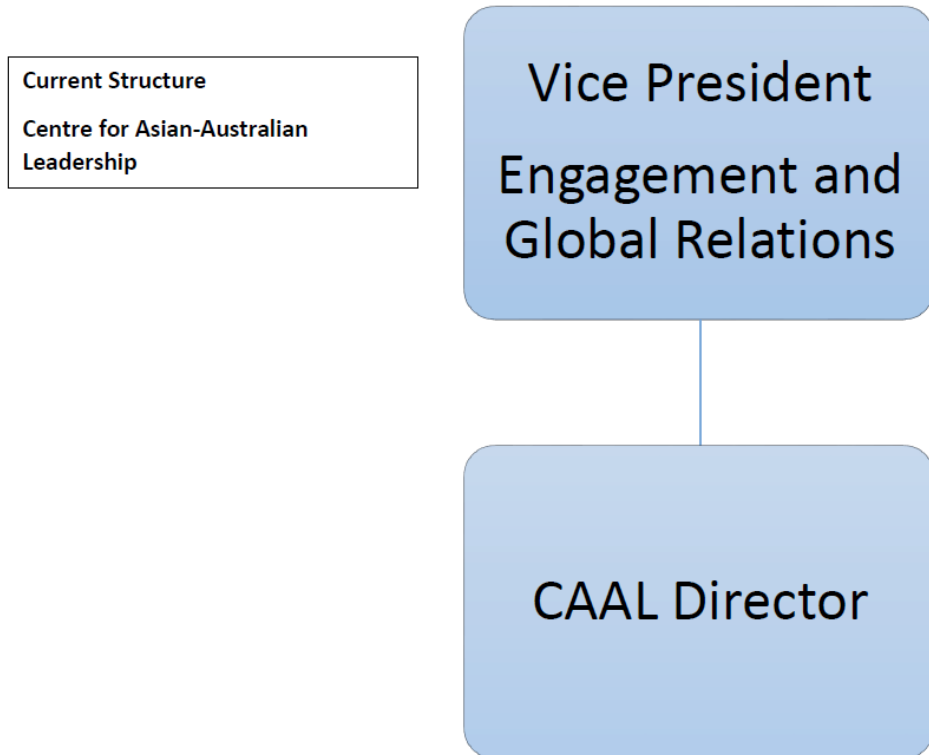 Current Structure
Centre for Asian-Australian
Leadership
Vice President
Engagement and
Global Relations
CAAL Director